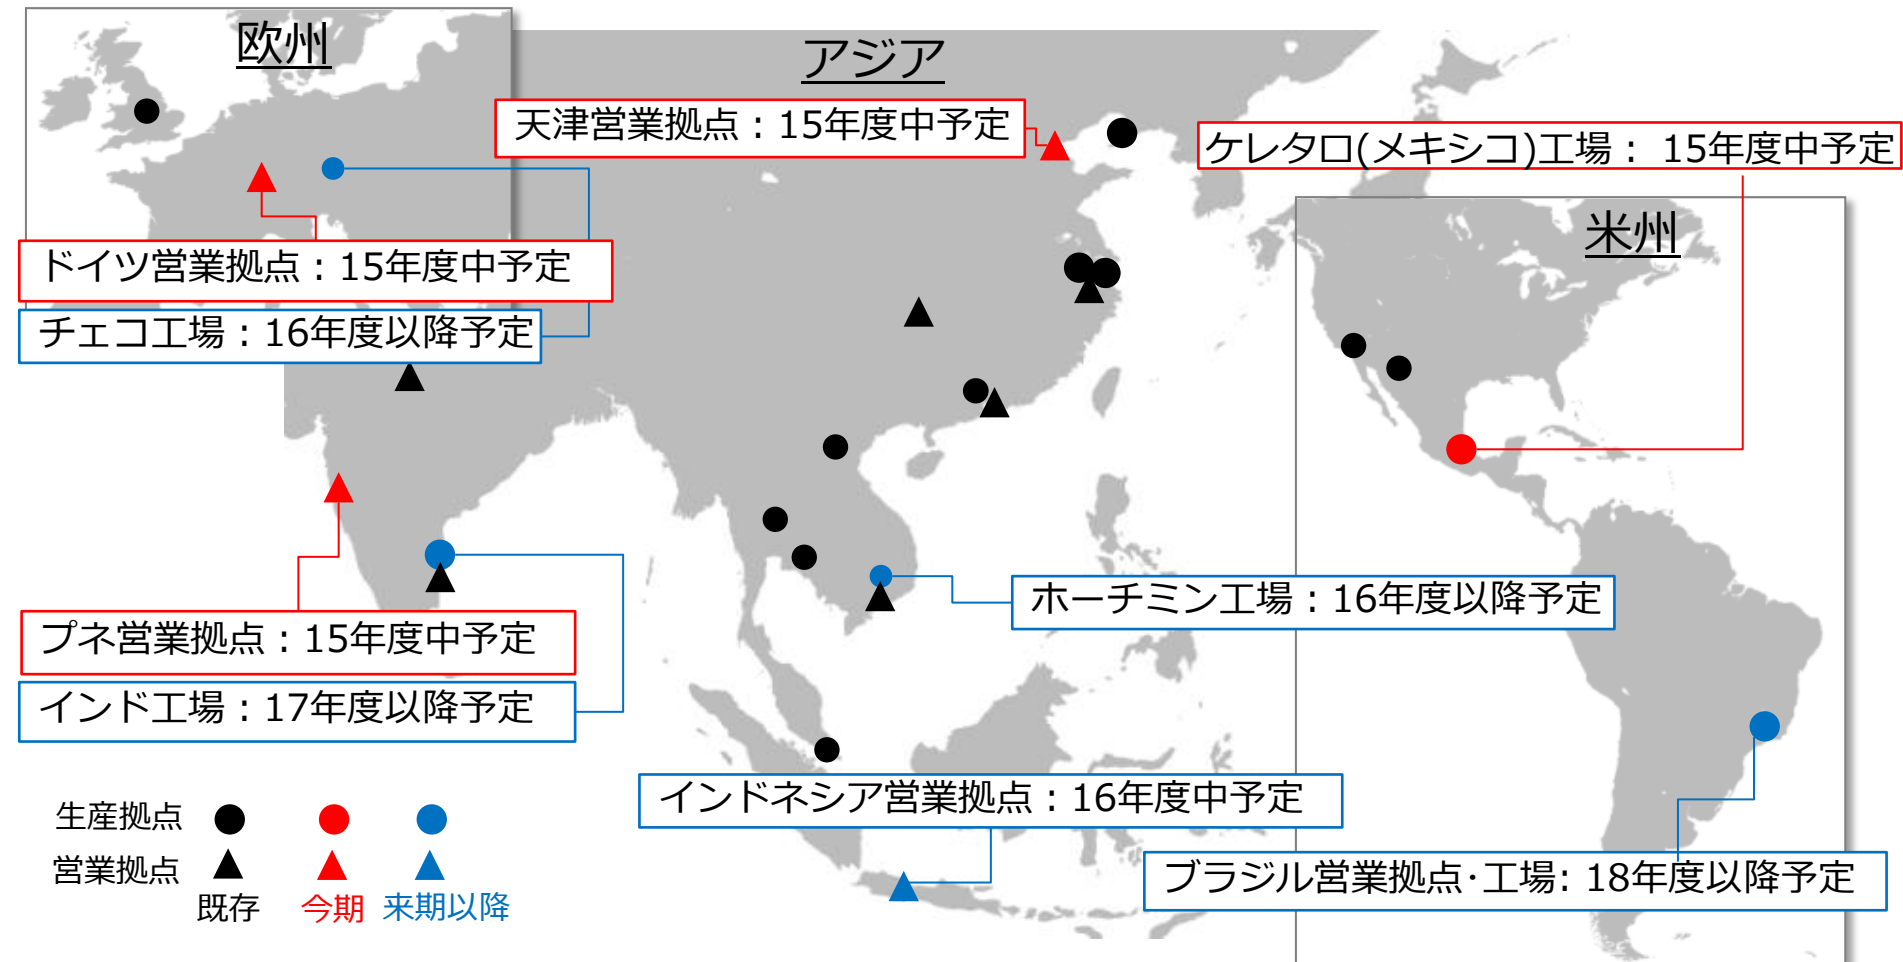 欧州
アジア
天津営業拠点：15年度中予定
ケレタロ(メキシコ)工場： 15年度中予定
米州
ドイツ営業拠点：15年度中予定
チェコ工場：16年度以降予定
ホーチミン工場：16年度以降予定
プネ営業拠点：15年度中予定
インド工場：17年度以降予定
インドネシア営業拠点：16年度中予定
ブラジル営業拠点･工場: 18年度以降予定
生産拠点
営業拠点
既存 今期 来期以降